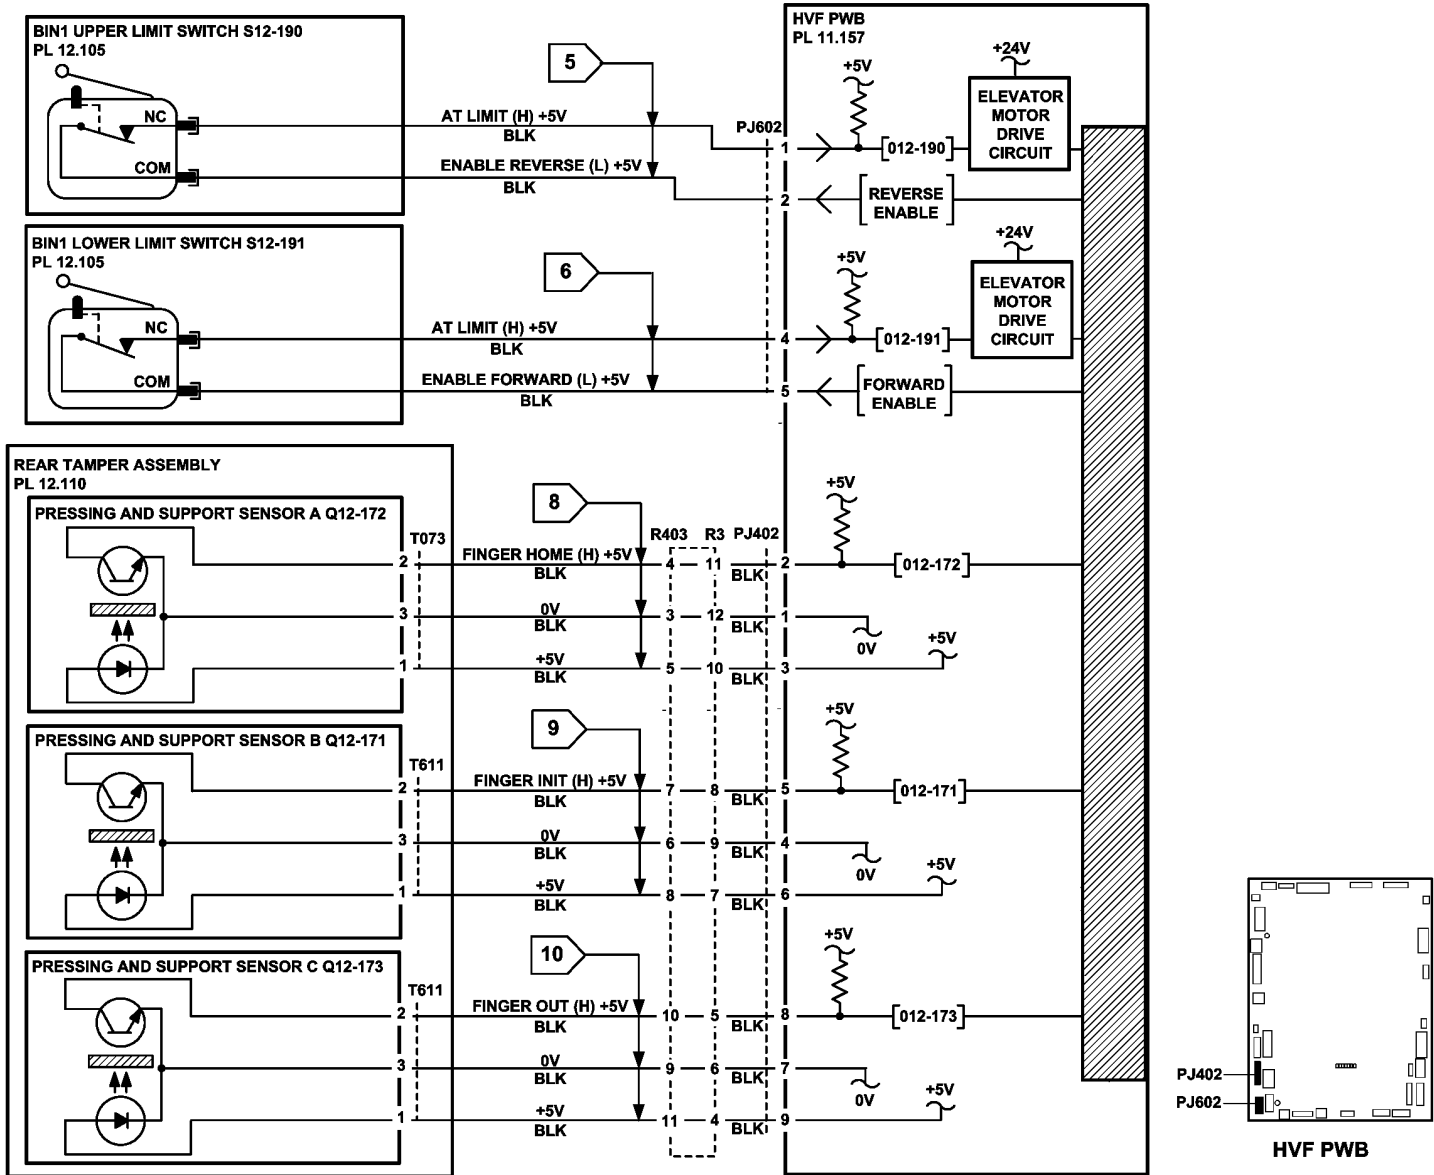 BIN1 UPPER LIMIT SWITCH S12-190
PL 12.105
NC
COM
5
AT LIMIT (H) +5V
BLK
ENABLE REVERSE (L) +5V
BLK
PJ602
1
2
HVF PWB
PL 11.157
+5V
+24V
012-190
ELEVATOR
MOTOR
DRIVE
CIRCUIT
REVERSE
ENABLE
BIN1 LOWER LIMIT SWITCH S12-191
PL 12.105
NC
COM
6
AT LIMIT (H) +5V
BLK
ENABLE FORWARD (L) +5V
BLK
4
5
+5V
+24V
012-191
ELEVATOR
MOTOR
DRIVE
CIRCUIT
FORWARD
ENABLE
REAR TAMPER ASSEMBLY
PL 12.110
PRESSING AND SUPPORT SENSOR A Q12-172
T073
8
R403 R3 PJ402
+5V
2 FINGER HOME (H) +5V 4 11 2 012-172
BLK BLK
3 0V 3 12 1
BLK BLK 0V
+5V
1 +5V 5 10 3
BLK BLK
PRESSING AND SUPPORT SENSOR B Q12-171
T611
9
+5V
2 FINGER INIT (H) +5V 7 8 5 012-171
BLK BLK
3 0V 6 9 4
BLK BLK 0V
+5V
1 +5V 8 7 6
BLK BLK
PRESSING AND SUPPORT SENSOR C Q12-173
T611
10
+5V
2 FINGER OUT (H) +5V 10 5 8 012-173
BLK BLK
3 0V 9 6 7
BLK BLK 0V
+5V
1 +5V 11 4 9
BLK BLK
PJ402
PJ602
HVF PWB